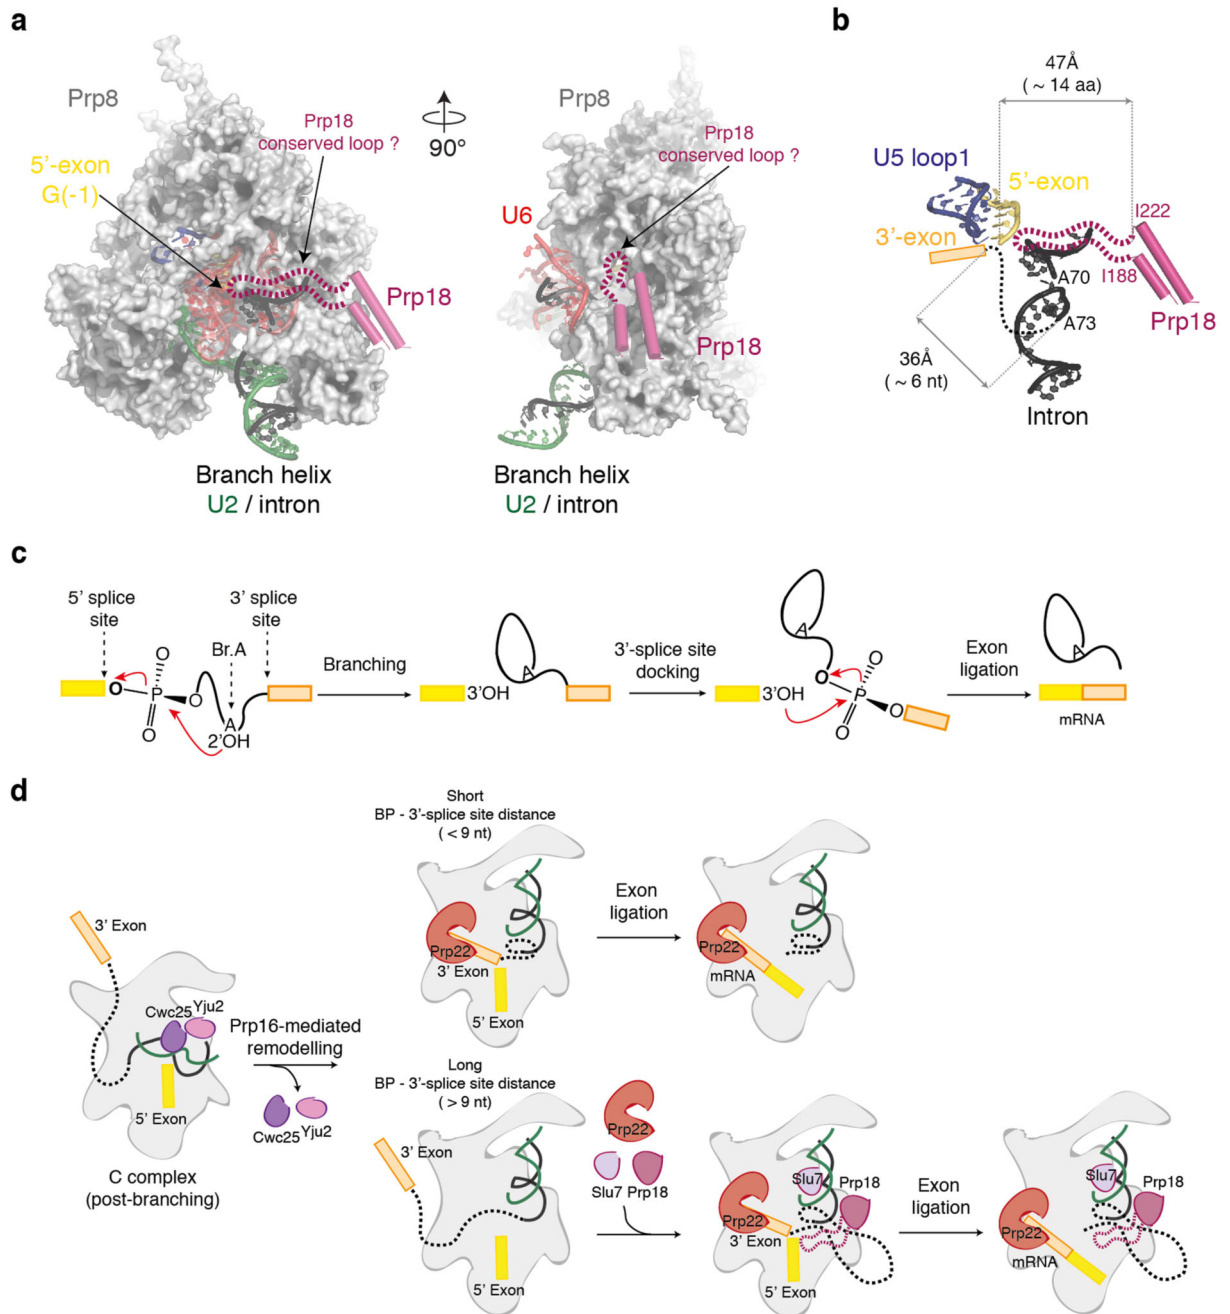 a
Prp8
5'-exon
G(-1)
Prp18
conserved loop ?
90°
Prp8
Prp18
conserved loop ?
U6
Prp18
Prp18
Branch helix
U2 / intron
Branch helix
U2 / intron
b
47Å
(~ 14 aa)
U5 loop1
5'-exon
3'-exon
I222
I188
A70
A73
Prp18
36Å
(~ 6 nt)
Intron
c
5' splice
site
3' splice
site
Br.A
O
O
P
O
O
A
2'OH
Branching
3'OH
A
3'-splice site
docking
A
3'OH
O
O
P
O
O
Exon
ligation
A
mRNA
d
Short
BP - 3'-splice site distance
( < 9 nt)
Prp22
3' Exon
5' Exon
Exon
ligation
Prp22
mRNA
3' Exon
Cwc25
Yju2
5' Exon
C complex
(post-branching)
Prp16-mediated
remodelling
Cwc25
Yju2
Long
BP - 3'-splice site distance
( > 9 nt)
3' Exon
5' Exon
Prp22
Slu7 Prp18
Slu7
Prp18
Prp22
3' Exon
5' Exon
Exon
ligation
Slu7
Prp18
Prp22
mRNA